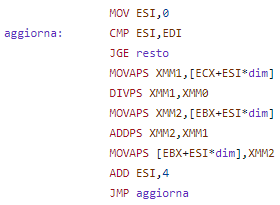 MOV ESI,0
aggiorna: CMP ESI,EDI
JGE resto
MOVAPS XMM1,[ECX+ESI*dim]
DIVPS XMM1,XMM0
MOVAPS XMM2,[EBX+ESI*dim]
ADDPS XMM2,XMM1
MOVAPS [EBX+ESI*dim],XMM2
ADD ESI,4
JMP aggiorna